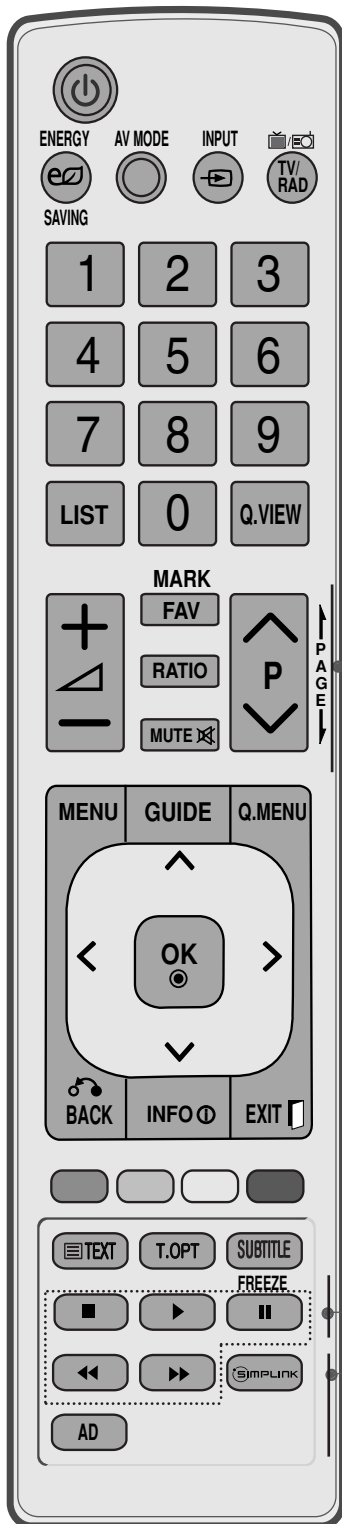 ENERGY AV MODE INPUT
TV/
RAD
SAVING
1 2 3
4 5 6
7 8 9
LIST 0 Q.VIEW
MARK
FAV
RATIO
P
PAGE
MUTE
MENU GUIDE Q.MENU
OK
BACK INFO EXIT
TEXT T.OPT SUBTITLE
FREEZE
SIMPLINK
AD